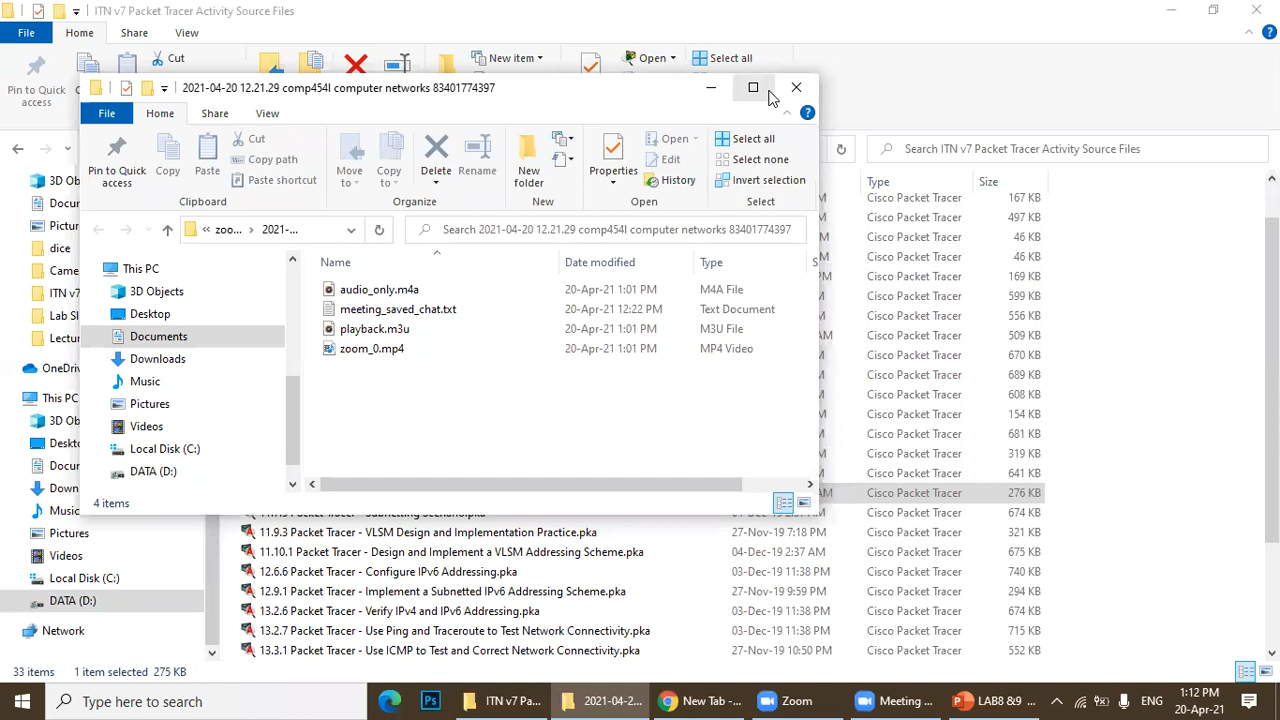 ITN v7 Packet Tracer Activity Source Files
File Home Share View
Cut New item Open Select all
Pin to Quick access
2021-04-20 12.21.29 comp454l computer networks 83401774397
File Home Share View
Pin to Quick access Copy Paste Cut Copy path Paste shortcut Move to Copy to Delete Rename New folder Properties Open Edit History Select all Select none Invert selection
Clipboard Organize New Open Select
Search ITN v7 Packet Tracer Activity Source Files
« zoo... 2021-... Search 2021-04-20 12.21.29 comp454l computer networks 83401774397
Name Date modified Type S
audio_only.m4a 20-Apr-21 1:01 PM M4A File
meeting_saved_chat.txt 20-Apr-21 12:22 PM Text Document
playback.m3u 20-Apr-21 1:01 PM M3U File
zoom_0.mp4 20-Apr-21 1:01 PM MP4 Video
This PC
3D Objects
Desktop
Documents
Downloads
Music
Pictures
Videos
Local Disk (C:)
DATA (D:)
4 items
3D Ob
Docum
Picture
dice
Came
ITN v7
Lab Sl
Lectur
OneDriv
This PC
3D Ob
Deskto
Docur
Down
Music
Pictures
Videos
Local Disk (C:)
DATA (D:)
Network
Type Size
Cisco Packet Tracer 167 KB
Cisco Packet Tracer 497 KB
Cisco Packet Tracer 46 KB
Cisco Packet Tracer 46 KB
Cisco Packet Tracer 169 KB
Cisco Packet Tracer 599 KB
Cisco Packet Tracer 556 KB
Cisco Packet Tracer 509 KB
Cisco Packet Tracer 670 KB
Cisco Packet Tracer 689 KB
Cisco Packet Tracer 608 KB
Cisco Packet Tracer 154 KB
Cisco Packet Tracer 681 KB
Cisco Packet Tracer 319 KB
Cisco Packet Tracer 641 KB
Cisco Packet Tracer 276 KB
Cisco Packet Tracer 674 KB
11.9.3 Packet Tracer - VLSM Design and Implementation Practice.pka 27-Nov-19 7:18 PM Cisco Packet Tracer 321 KB
11.10.1 Packet Tracer - Design and Implement a VLSM Addressing Scheme.pka 04-Dec-19 2:37 AM Cisco Packet Tracer 675 KB
12.6.6 Packet Tracer - Configure IPv6 Addressing.pka 03-Dec-19 11:38 PM Cisco Packet Tracer 740 KB
12.9.1 Packet Tracer - Implement a Subnetted IPv6 Addressing Scheme.pka 27-Nov-19 9:59 PM Cisco Packet Tracer 294 KB
13.2.6 Packet Tracer - Verify IPv4 and IPv6 Addressing.pka 03-Dec-19 11:38 PM Cisco Packet Tracer 674 KB
13.2.7 Packet Tracer - Use Ping and Traceroute to Test Network Connectivity.pka 03-Dec-19 11:38 PM Cisco Packet Tracer 715 KB
13.3.1 Packet Tracer - Use ICMP to Test and Correct Network Connectivity.pka 27-Nov-19 10:50 PM Cisco Packet Tracer 552 KB
33 items 1 item selected 275 KB
Type here to search Ps ITN v7 Pa... 2021-04-2... New Tab -... Zoom Meeting ... LAB8 &9 ENG 1:12 PM
20-Apr-21